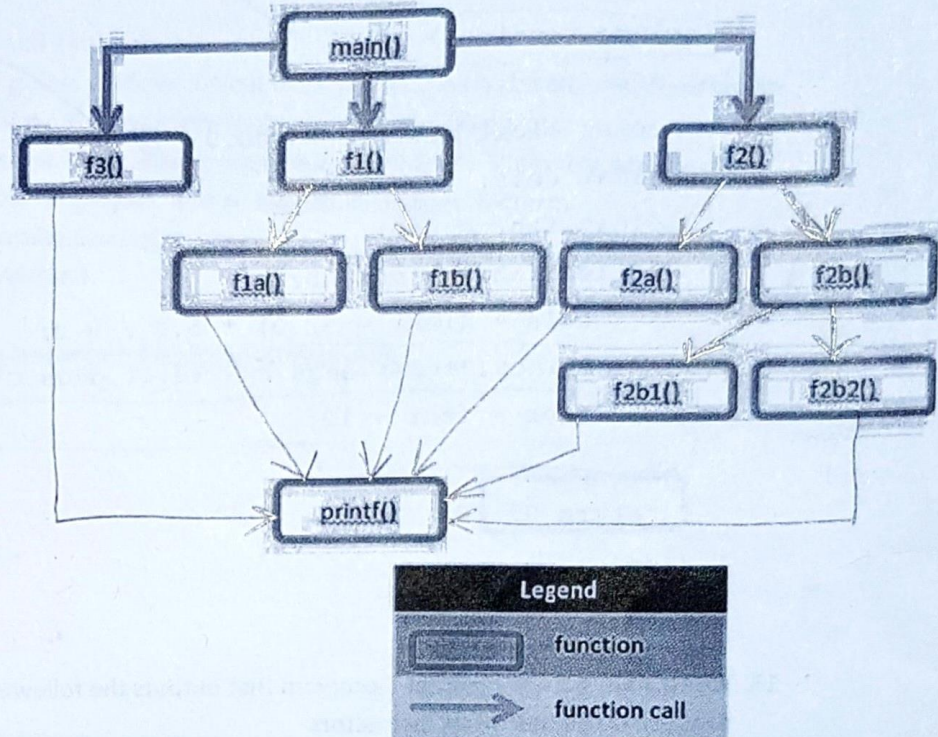 main()
f3()
f1()
f2()
f1a()
f1b()
f2a()
f2b()
f2b1()
f2b2()
printf()
Legend
function
function call